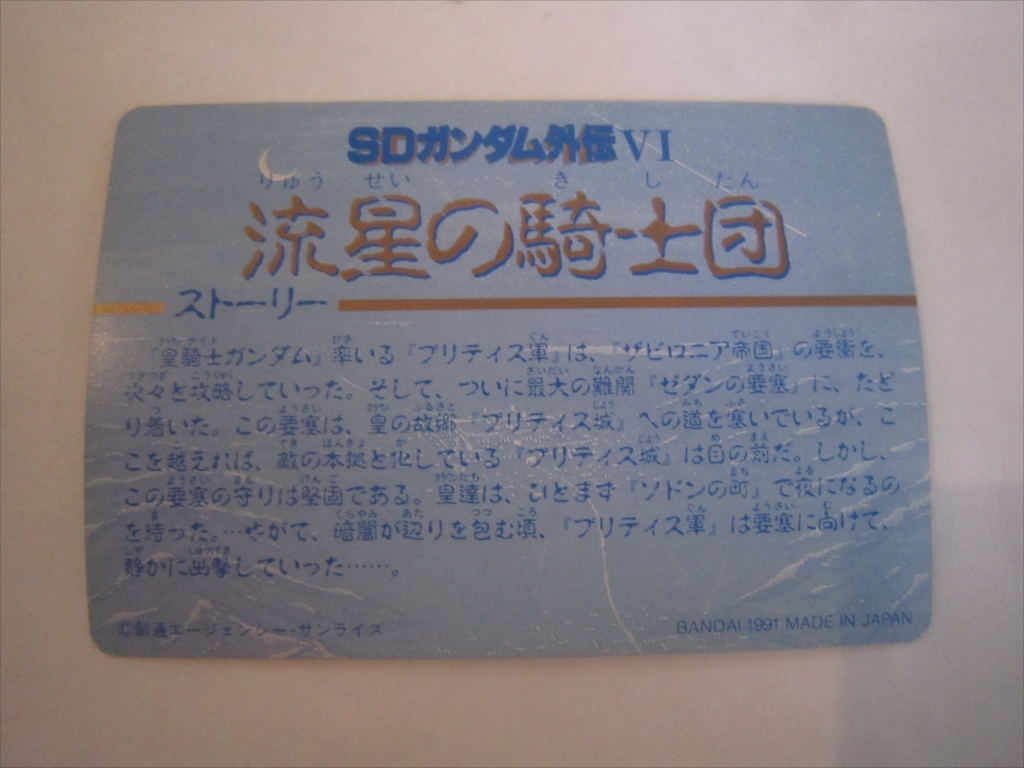 SDガンダム外伝 VI
りゅう せい き し だん
流星の騎士団
ストーリー
『皇騎士ガンダム』率いる『ブリティス軍』は、『ザビロニア帝国』の要衝を、
次々と攻略していった。そして、ついに最大の難関『ゼダンの要塞』に、たど
り着いた。この要塞は、皇の故郷『ブリティス城』への道を塞いでいるが、こ
こを越えれば、敵の本拠と化している『ブリティス城』は目の前だ。しかし、
この要塞の守りは堅固である。皇達は、ひとまず『ソドンの町』で夜になるの
を待った。…やがて、暗闇が辺りを包む頃、『ブリティス軍』は要塞に向けて、
静かに出撃していった……。
©創通エージェンシー・サンライズ
BANDAI 1991 MADE IN JAPAN